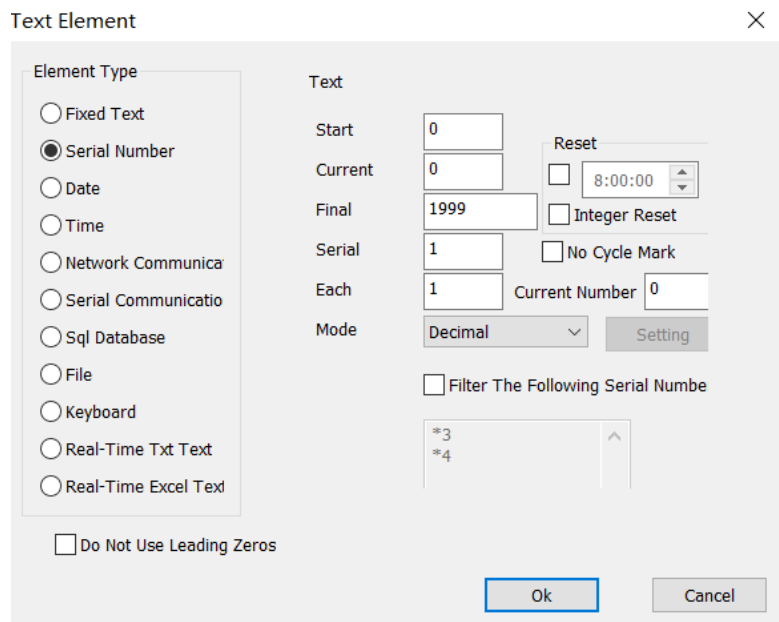 Text Element
Element Type
Fixed Text
Serial Number
Date
Time
Network Communica
Serial Communicatio
Sql Database
File
Keyboard
Real-Time Txt Text
Real-Time Excel Text
Do Not Use Leading Zeros
Text
Start 0
Current 0
Final 1999
Serial 1
Each 1
Mode Decimal
Reset
8:00:00
Integer Reset
No Cycle Mark
Current Number 0
Setting
Filter The Following Serial Numbe
*3
*4
Ok
Cancel